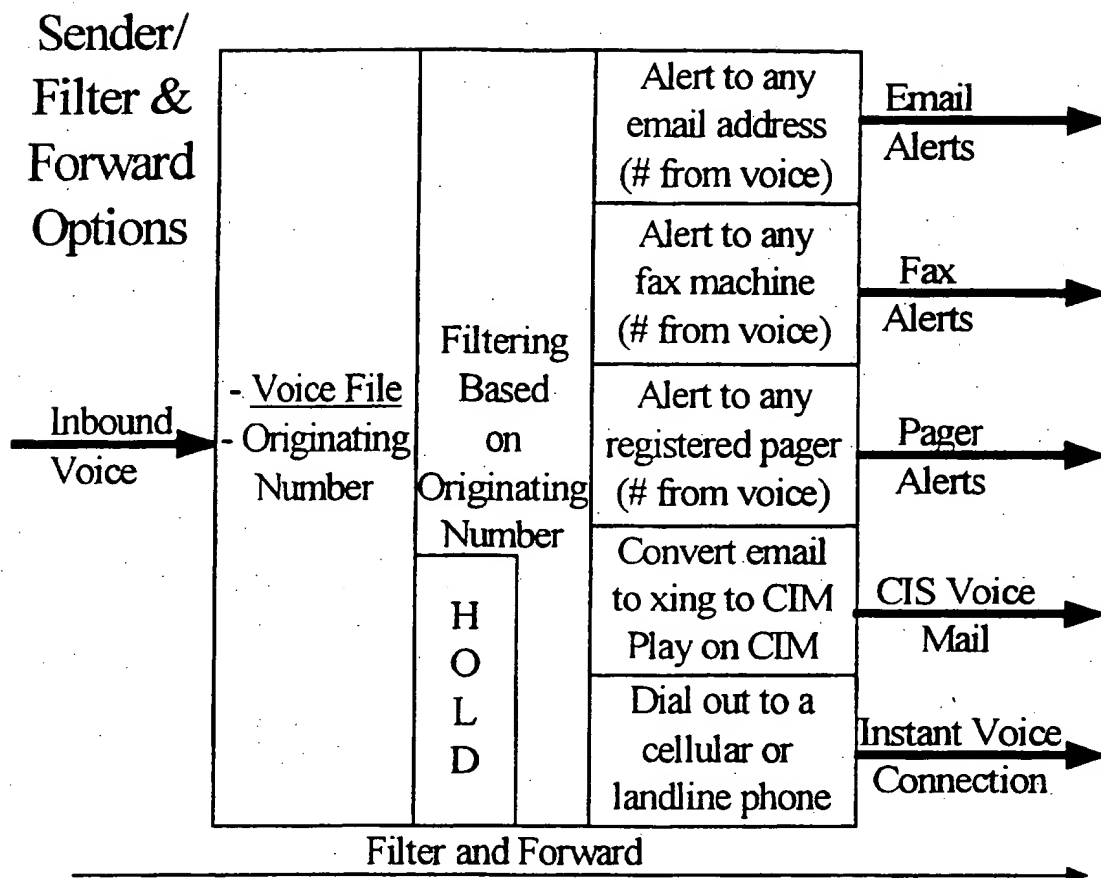 Sender/
Filter &
Forward
Options
Inbound
Voice
- Voice File
- Originating
Number
Filtering
Based
on
Originating
Number
H
O
L
D
Alert to any
email address
(# from voice)
Alert to any
fax machine
(# from voice)
Alert to any
registered pager
(# from voice)
Convert email
to xing to CIM
Play on CIM
Dial out to a
cellular or
landline phone
Email
Alerts
Fax
Alerts
Pager
Alerts
CIS Voice
Mail
Instant Voice
Connection
Filter and Forward